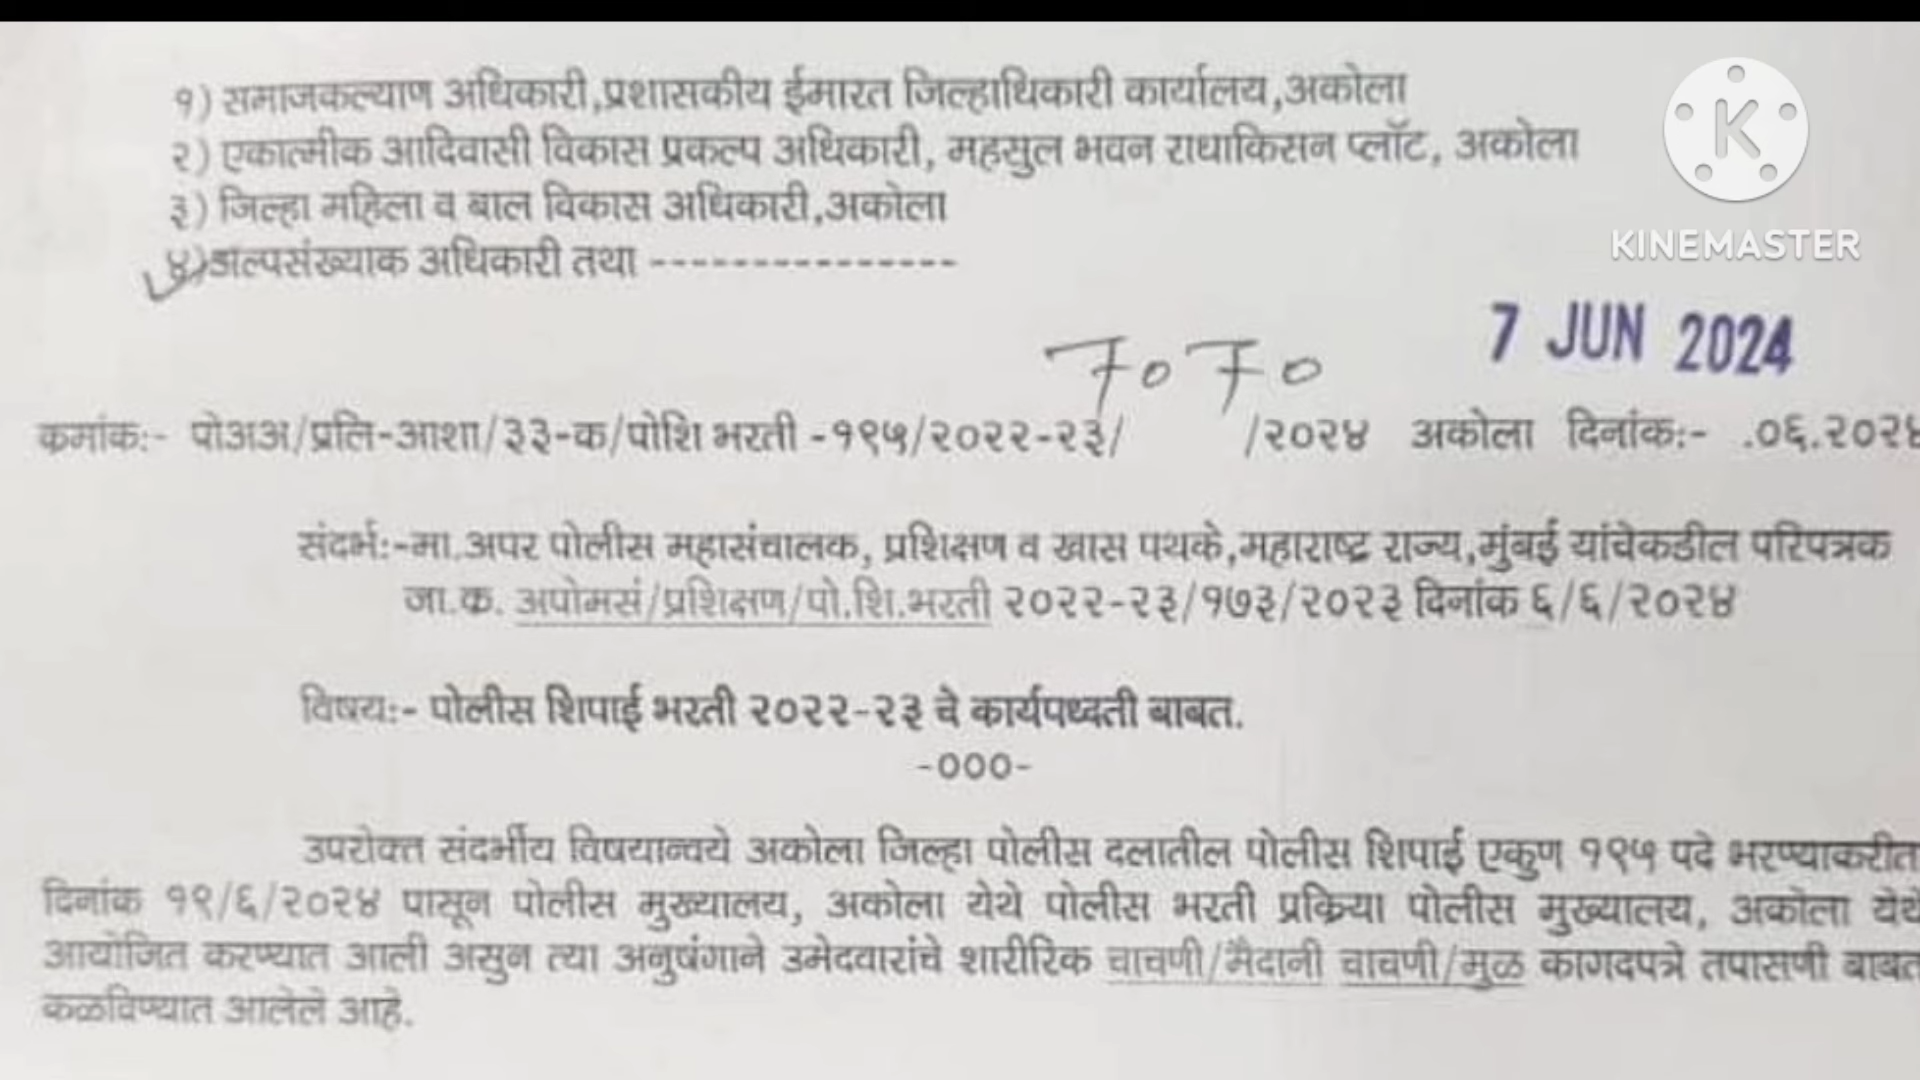 १) समाजकल्याण अधिकारी,प्रशासकीय ईमारत जिल्हाधिकारी कार्यालय,अकोला
२) एकात्मीक आदिवासी विकास प्रकल्प अधिकारी, महसुल भवन राधाकिसन प्लॉट, अकोला
३) जिल्हा महिला व बाल विकास अधिकारी,अकोला
४)अल्पसंख्याक अधिकारी तथा ---------------
KINEMASTER
7 JUN 2024
क्रमांकः- पोअअ/प्रलि-आशा/३३-क/पोशि भरती -१९५/२०२२-२३/ /२०२४ अकोला दिनांकः- .०६.२०२४
संदर्भः-मा.अपर पोलीस महासंचालक, प्रशिक्षण व खास पथके,महाराष्ट्र राज्य,मुंबई यांचेकडील परिपत्रक
जा.क. अपोमसं/प्रशिक्षण/पो.शि.भरती २०२२-२३/१७३/२०२३ दिनांक ६/६/२०२४
विषयः- पोलीस शिपाई भरती २०२२-२३ चे कार्यपध्दती बाबत.
-०००-
उपरोक्त संदर्भीय विषयान्वये अकोला जिल्हा पोलीस दलातील पोलीस शिपाई एकुण १९५ पदे भरण्याकरीत
दिनांक १९/६/२०२४ पासून पोलीस मुख्यालय, अकोला येथे पोलीस भरती प्रक्रिया पोलीस मुख्यालय, अकोला येथे
आयोजित करण्यात आली असुन त्या अनुषंगाने उमेदवारांचे शारीरिक चाचणी/मैदानी चाचणी/मुळ कागदपत्रे तपासणी बाबत
कळविण्यात आलेले आहे.